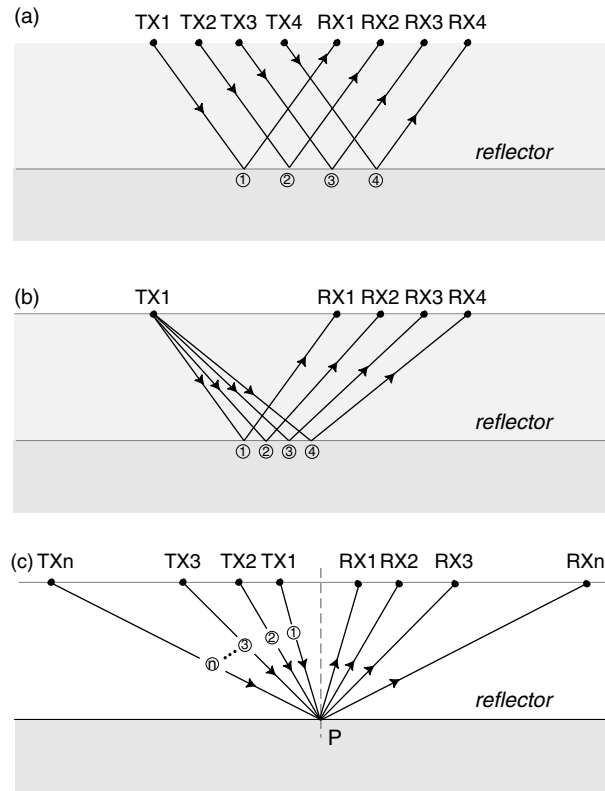 (a)
TX1 TX2 TX3 TX4 RX1 RX2 RX3 RX4
reflector
① ② ③ ④
(b)
TX1 RX1 RX2 RX3 RX4
reflector
① ② ③ ④
(c)
TXn TX3 TX2 TX1 RX1 RX2 RX3 RXn
ⓝ ③ ② ①
reflector
P